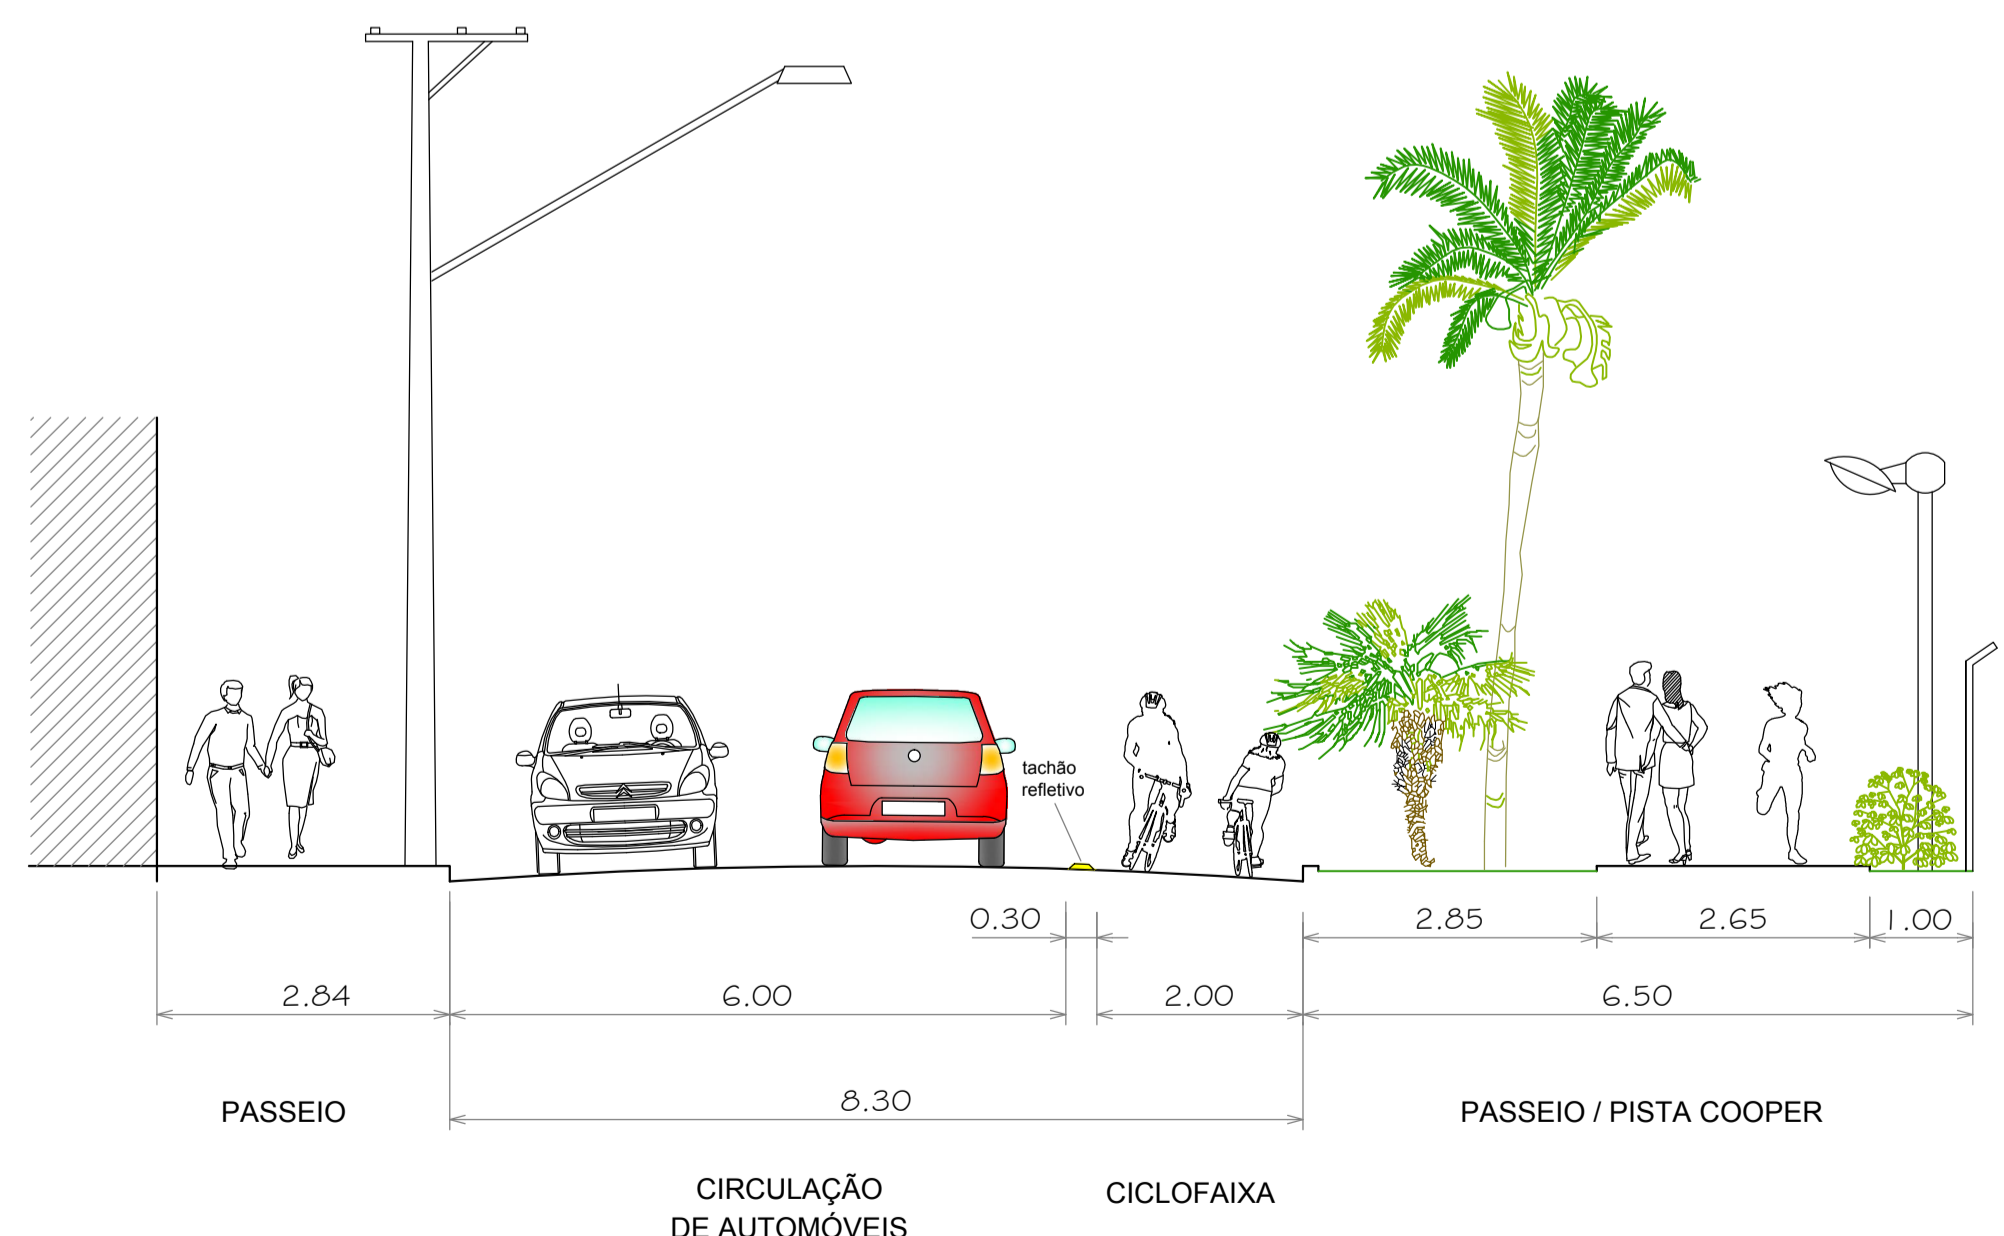 tachão
refletivo
0.30
2.85
2.65
1.00
2.84
6.00
2.00
6.50
8.30
PASSEIO
PASSEIO / PISTA COOPER
CIRCULAÇÃO
DE AUTOMÓVEIS
CICLOFAIXA